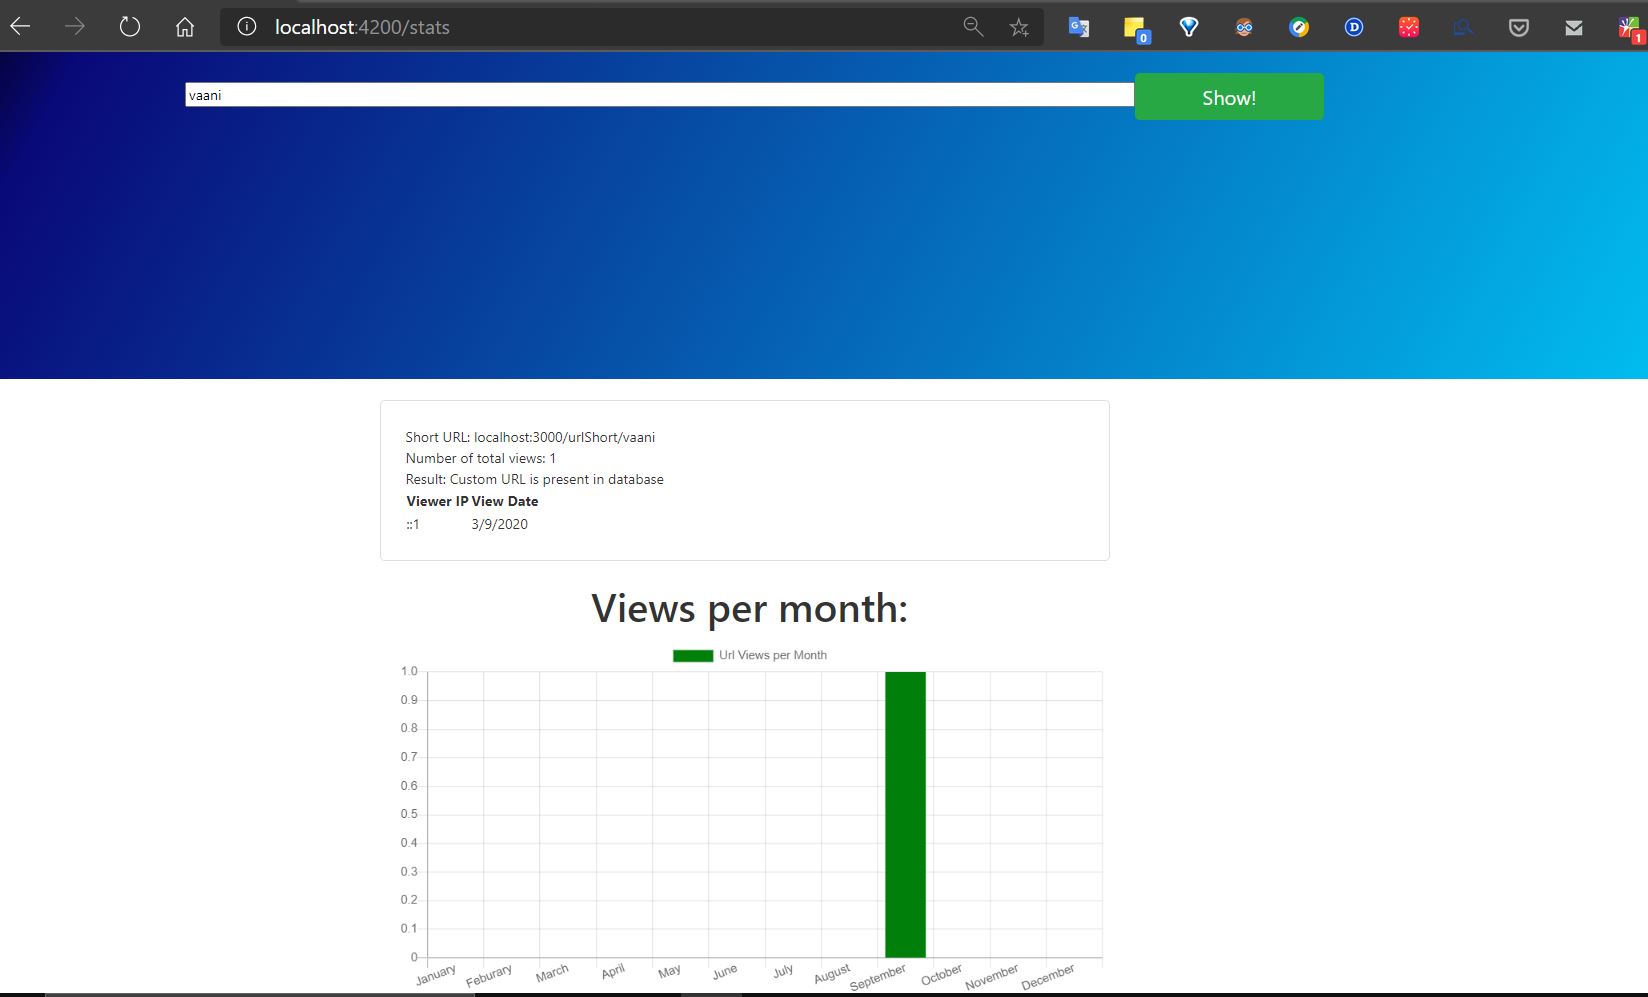 localhost:4200/stats
0
D
1
vaani
Show!
Short URL: localhost:3000/urlShort/vaani
Number of total views: 1
Result: Custom URL is present in database
Viewer IP View Date
::1 3/9/2020
Views per month:
Url Views per Month
1.0
0.9
0.8
0.7
0.6
0.5
0.4
0.3
0.2
0.1
0
January Feburary March April May June July August September October November December